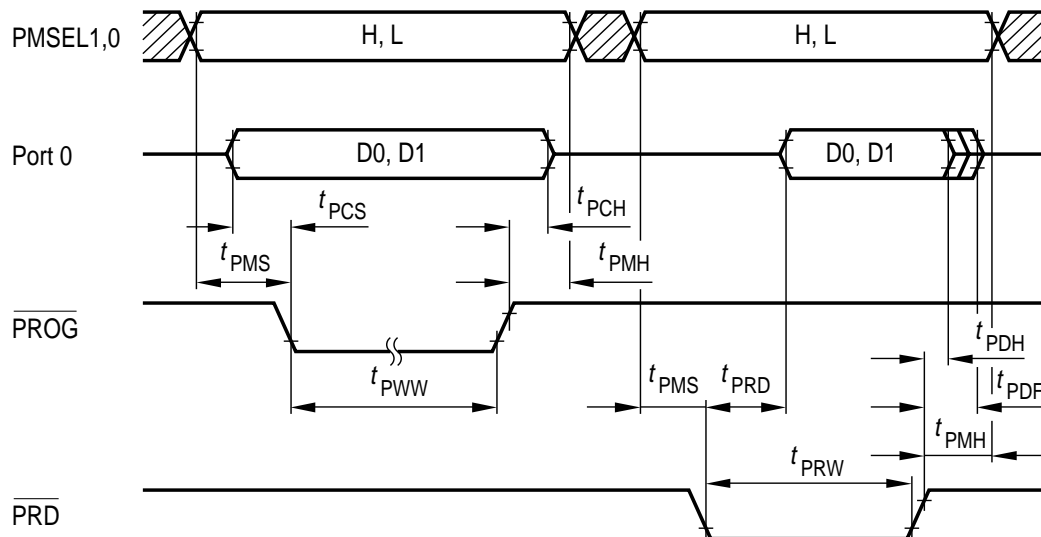 PMSEL1,0
H, L
H, L
Port 0
D0, D1
D0, D1
tPCS
tPCH
tPMS
tPMH
PROG
tPDH
tPWW
tPMS
tPRD
tPDF
tPMH
tPRW
PRD